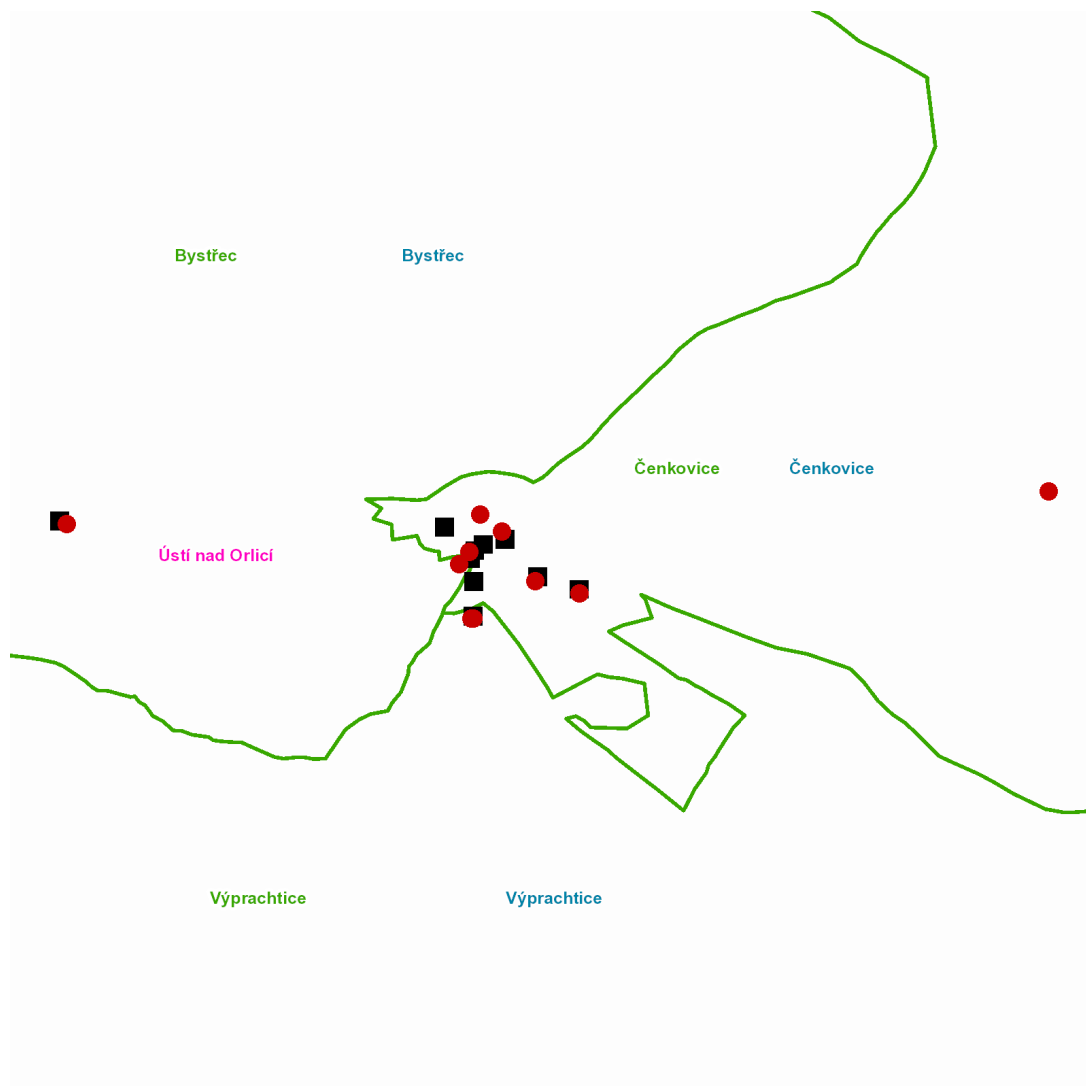 Bystřec
Bystřec
Čenkovice
Čenkovice
Ústí nad Orlicí
Výprachtice
Výprachtice